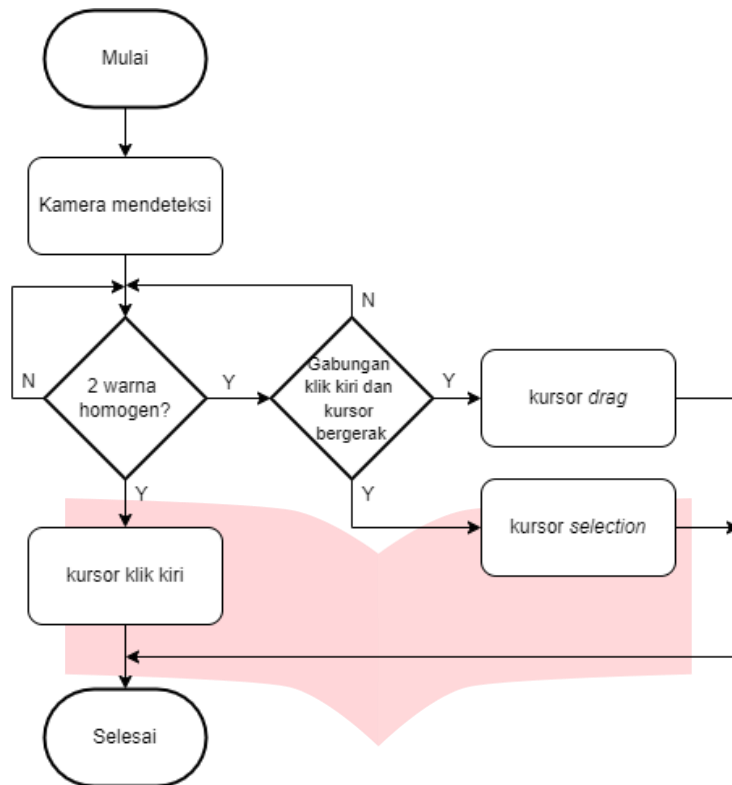 Mulai
Kamera mendeteksi
N
N
2 warna
homogen?
Y
Gabungan
klik kiri dan
kursor
bergerak
Y
kursor drag
Y
Y
kursor klik kiri
kursor selection
Selesai